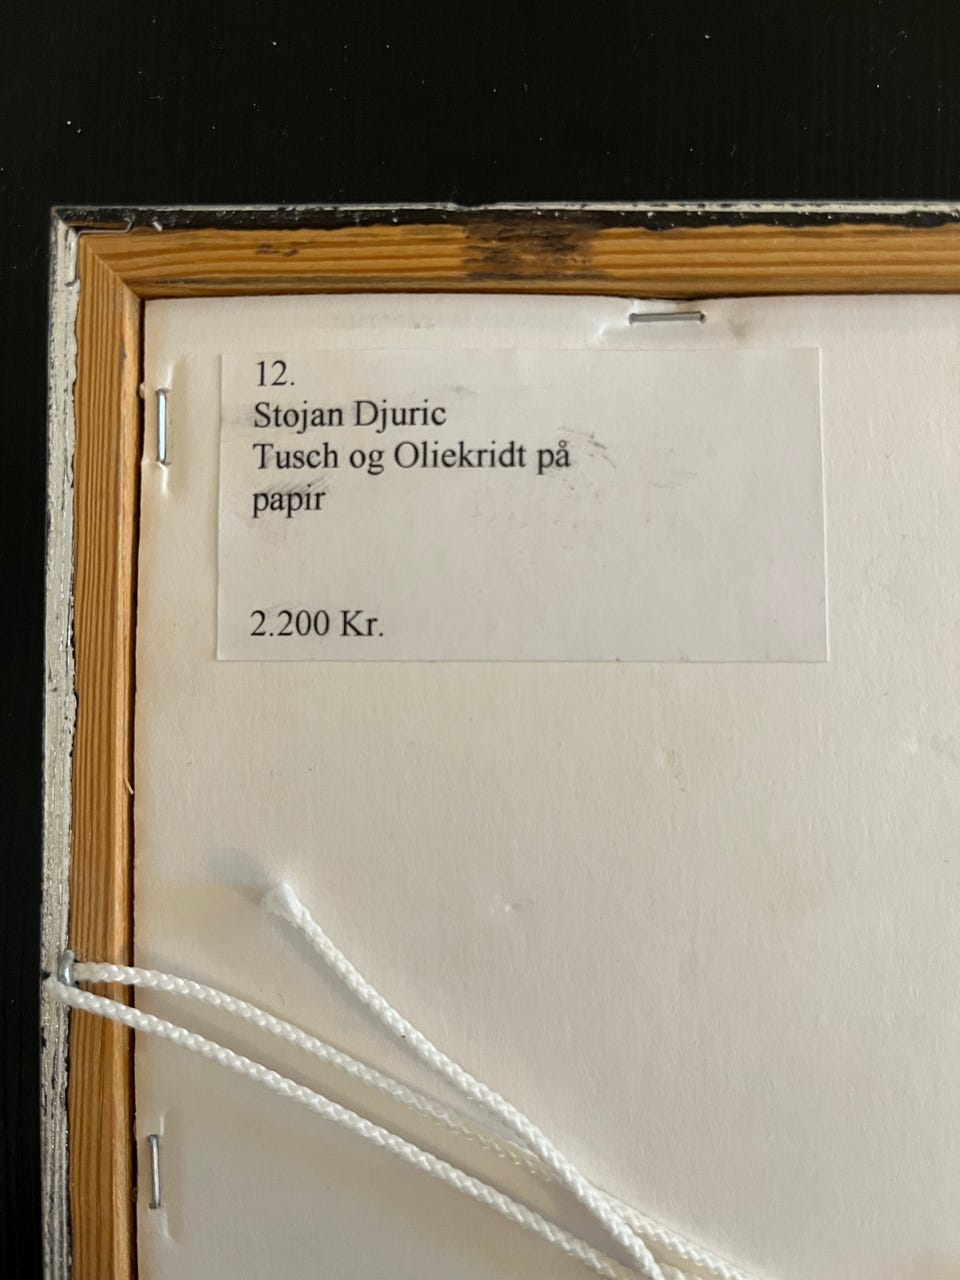 12.
Stojan Djuric
Tusch og Oliekridt på
papir
2.200 Kr.